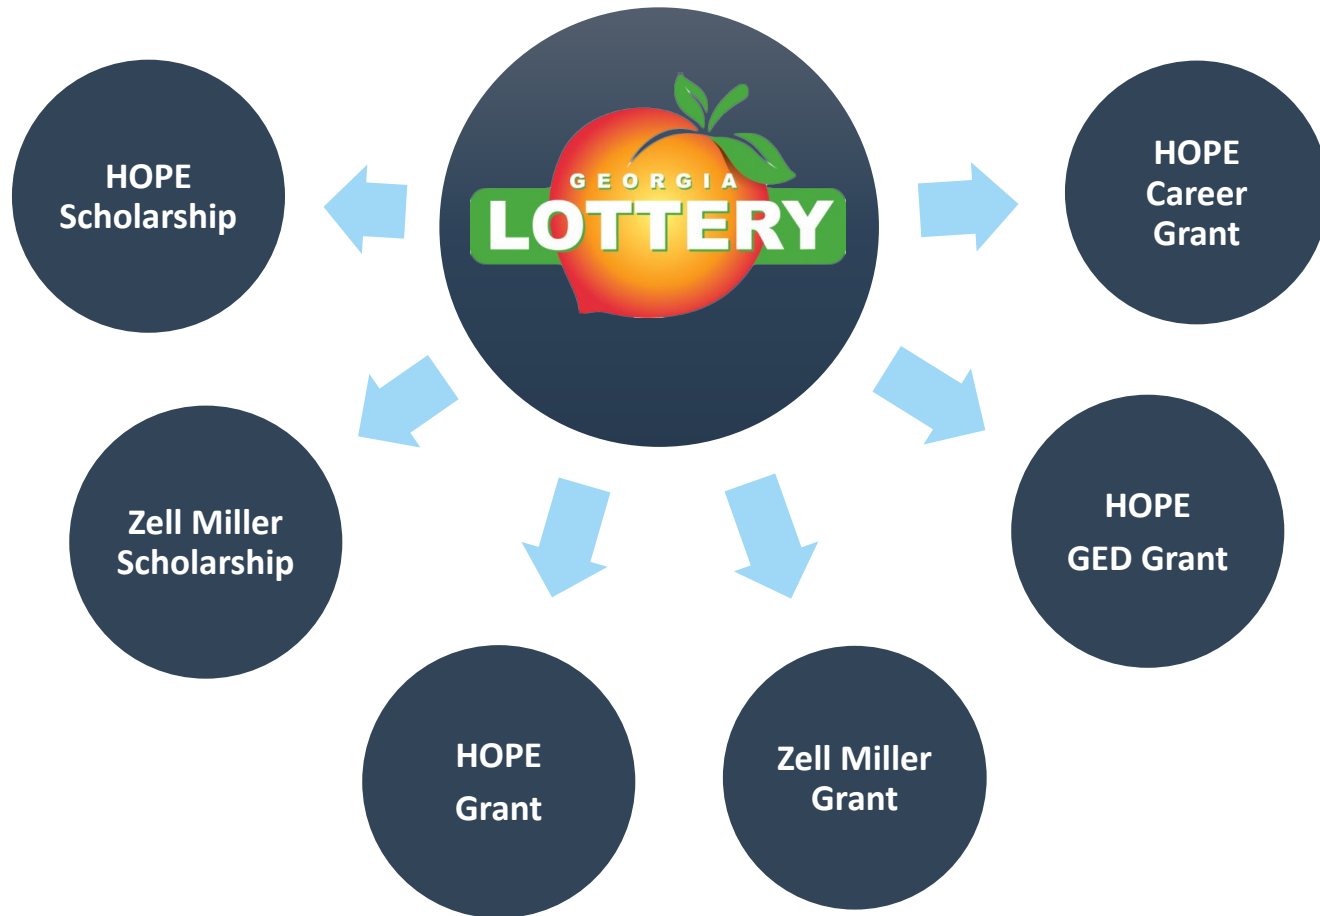 GEORGIA
LOTTERY
HOPE
Scholarship
Zell Miller
Scholarship
HOPE
Grant
Zell Miller
Grant
HOPE
GED Grant
HOPE
Career
Grant